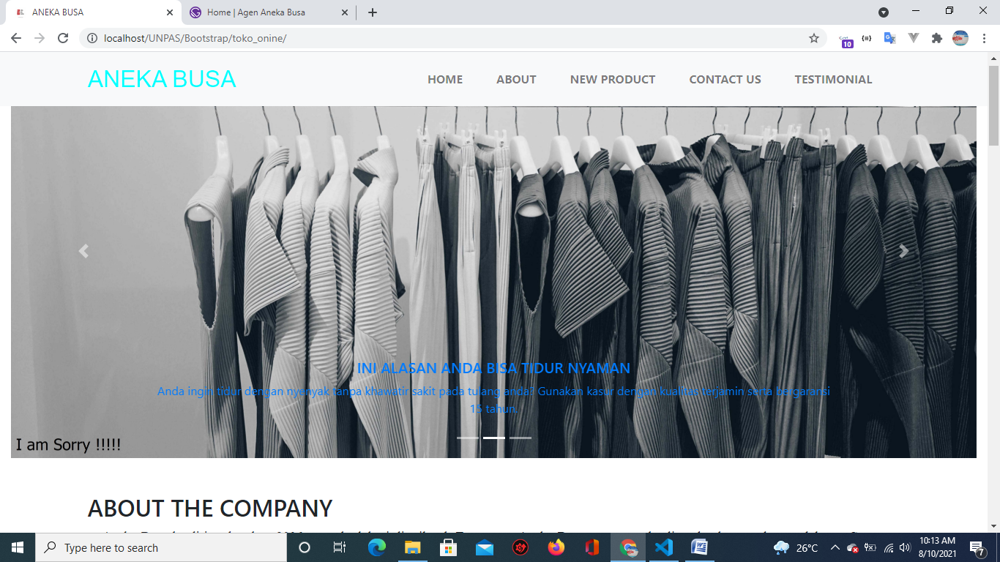 ANEKA BUSA
Home | Agen Aneka Busa
localhost/UNPAS/Bootstrap/toko_onine/
10
ANEKA BUSA
HOME ABOUT NEW PRODUCT CONTACT US TESTIMONIAL
INI ALASAN ANDA BISA TIDUR NYAMAN
Anda ingin tidur dengan nyenyak tanpa khawatir sakit pada tulang anda? Gunakan kasur dengan kualitas terjamin serta bergaransi
15 tahun.
I am Sorry !!!!!
ABOUT THE COMPANY
Type here to search
26°C
10:13 AM
8/10/2021
7